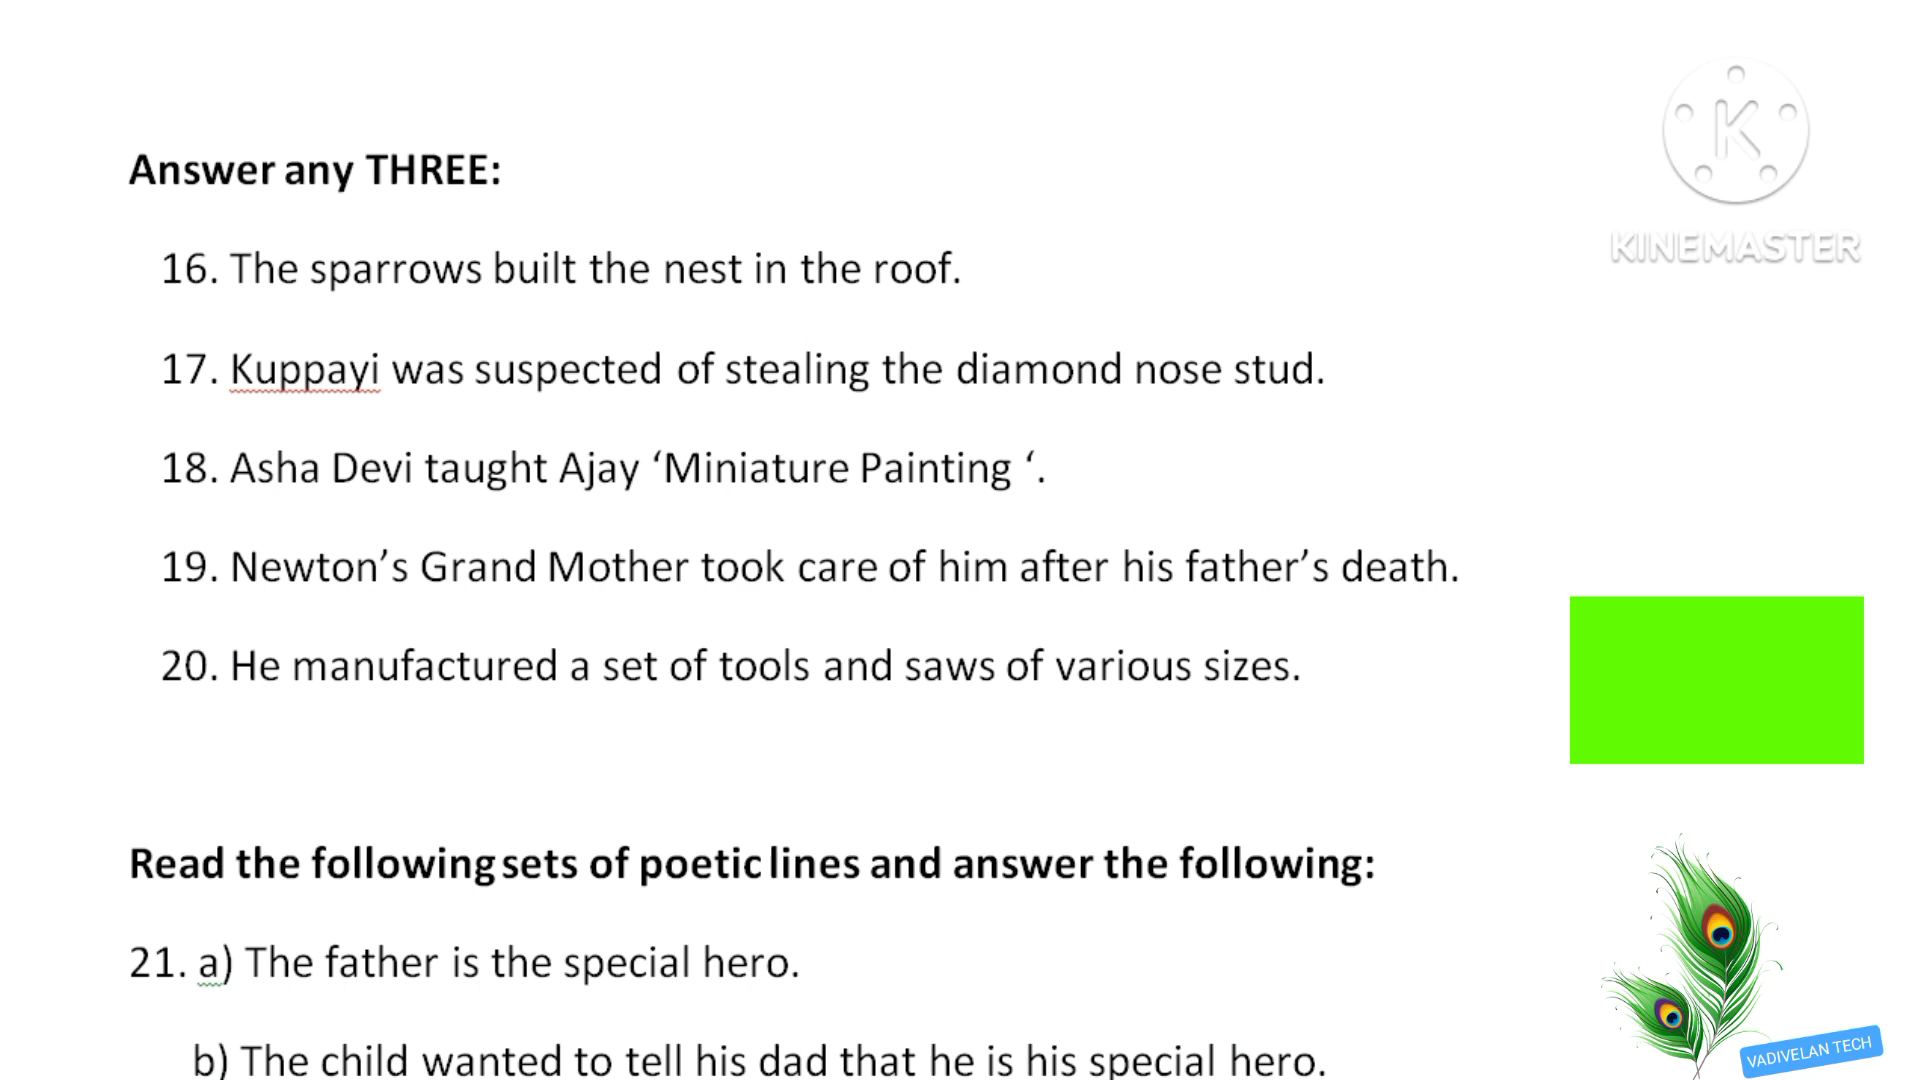 K
KINEMASTER
Answer any THREE:
16. The sparrows built the nest in the roof.
17. Kuppayi was suspected of stealing the diamond nose stud.
18. Asha Devi taught Ajay ‘Miniature Painting ‘.
19. Newton’s Grand Mother took care of him after his father’s death.
20. He manufactured a set of tools and saws of various sizes.
Read the following sets of poetic lines and answer the following:
21. a) The father is the special hero.
b) The child wanted to tell his dad that he is his special hero.
VADIVELAN TECH